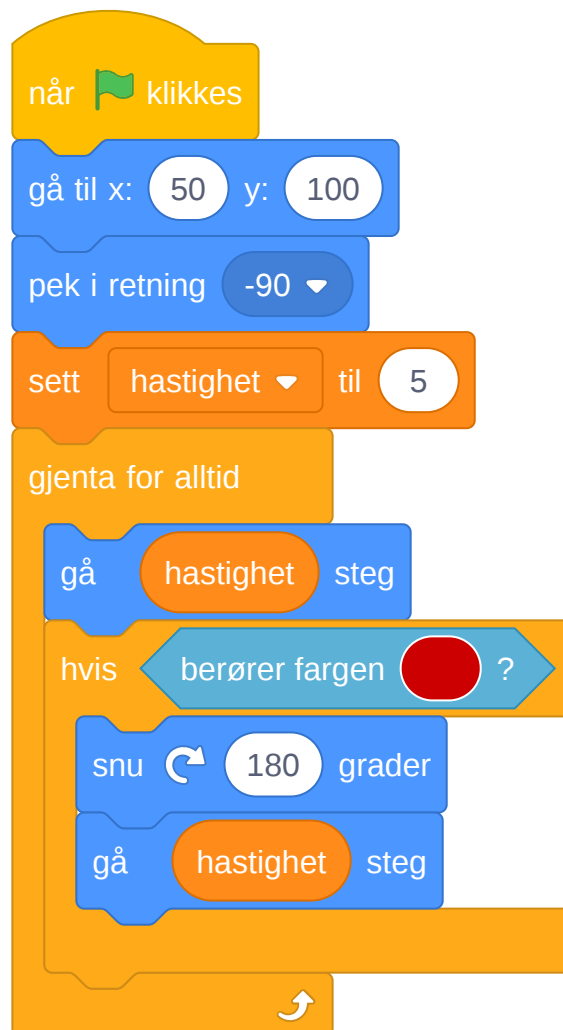 når klikkes
gå til x: 50 y: 100
pek i retning -90
sett hastighet til 5
gjenta for alltid
gå hastighet steg
hvis berører fargen ?
snu 180 grader
gå hastighet steg